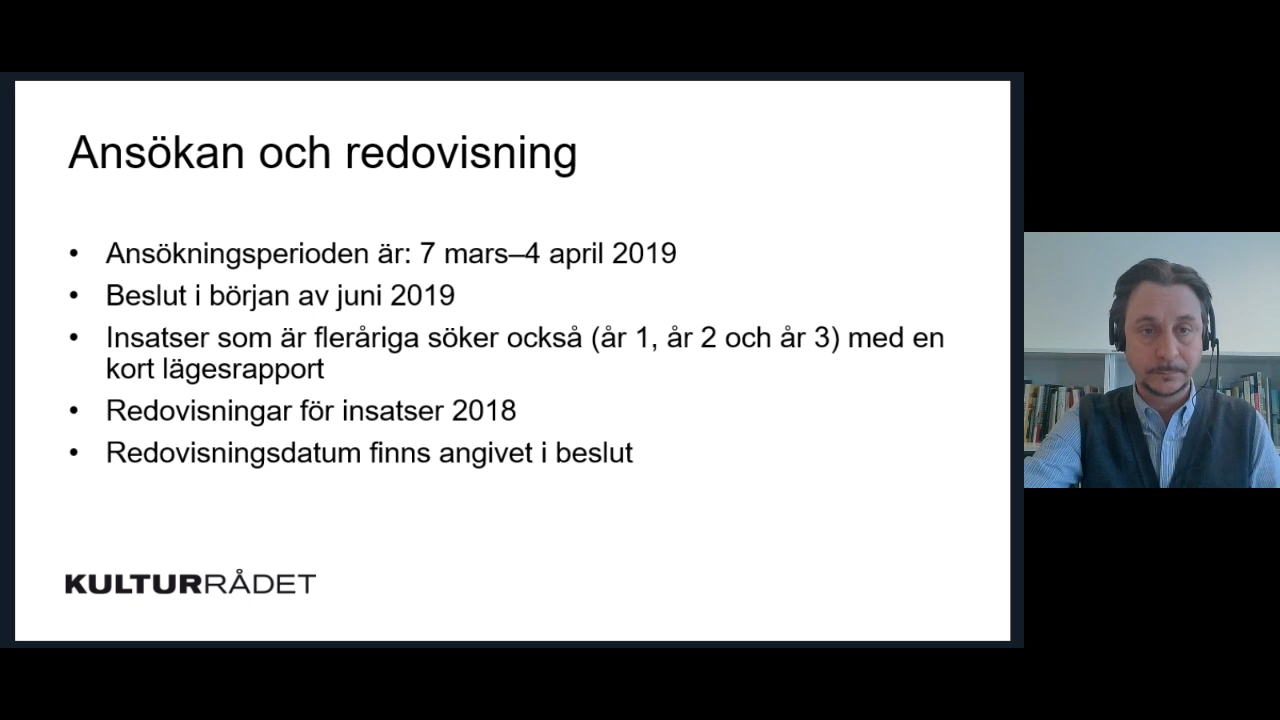 Ansökan och redovisning
• Ansökningsperioden är: 7 mars–4 april 2019
• Beslut i början av juni 2019
• Insatser som är fleråriga söker också (år 1, år 2 och år 3) med en
kort lägesrapport
• Redovisningar för insatser 2018
• Redovisningsdatum finns angivet i beslut
KULTURRÅDET